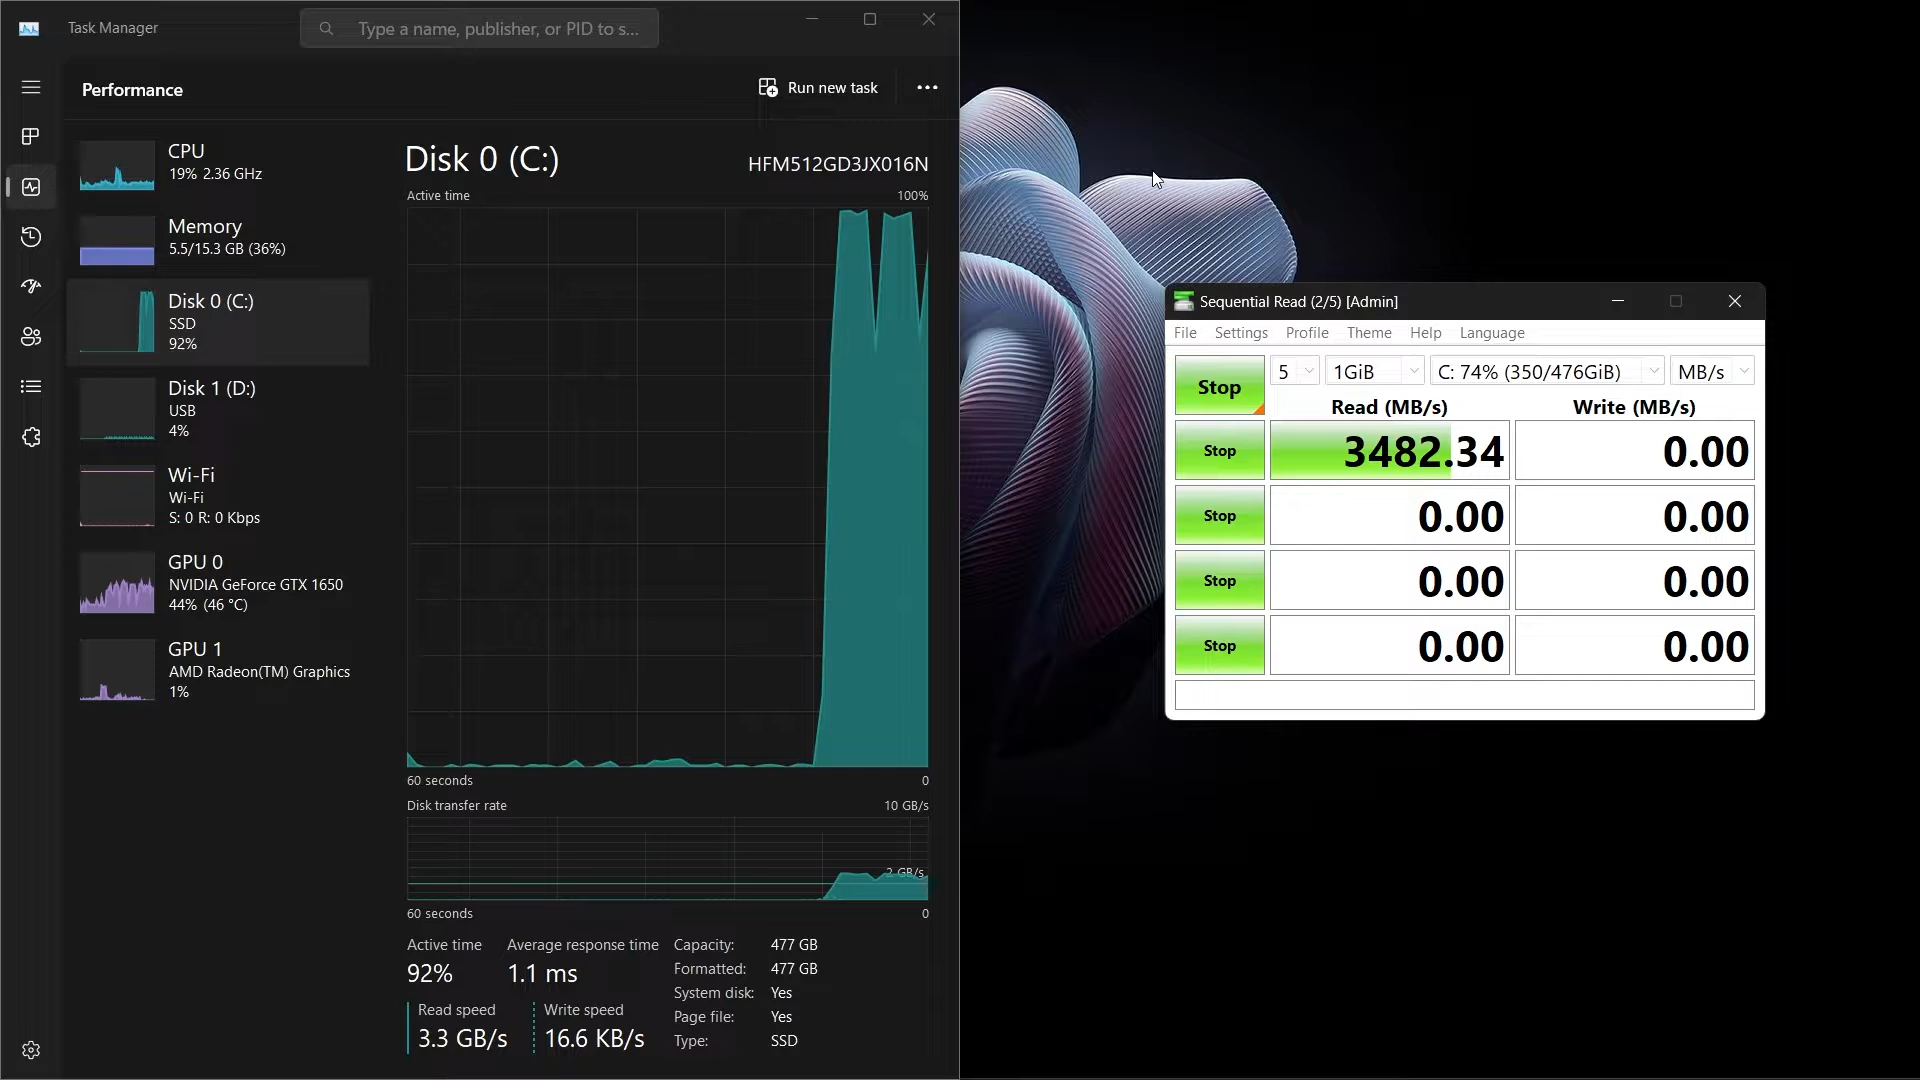 Task Manager
Type a name, publisher, or PID to s...
Performance
Run new task
CPU
19% 2.36 GHz
Memory
5.5/15.3 GB (36%)
Disk 0 (C:)
SSD
92%
Disk 1 (D:)
USB
4%
Wi-Fi
Wi-Fi
S: 0 R: 0 Kbps
GPU 0
NVIDIA GeForce GTX 1650
44% (46 °C)
GPU 1
AMD Radeon(TM) Graphics
1%
Disk 0 (C:) HFM512GD3JX016N
Active time 100%
60 seconds 0
Disk transfer rate 10 GB/s
2 GB/s
60 seconds 0
Active time Average response time
92% 1.1 ms
Read speed Write speed
3.3 GB/s 16.6 KB/s
Capacity: 477 GB
Formatted: 477 GB
System disk: Yes
Page file: Yes
Type: SSD
Sequential Read (2/5) [Admin]
File Settings Profile Theme Help Language
Stop 5 1GiB C: 74% (350/476GiB) MB/s
Read (MB/s) Write (MB/s)
Stop 3482.34 0.00
Stop 0.00 0.00
Stop 0.00 0.00
Stop 0.00 0.00